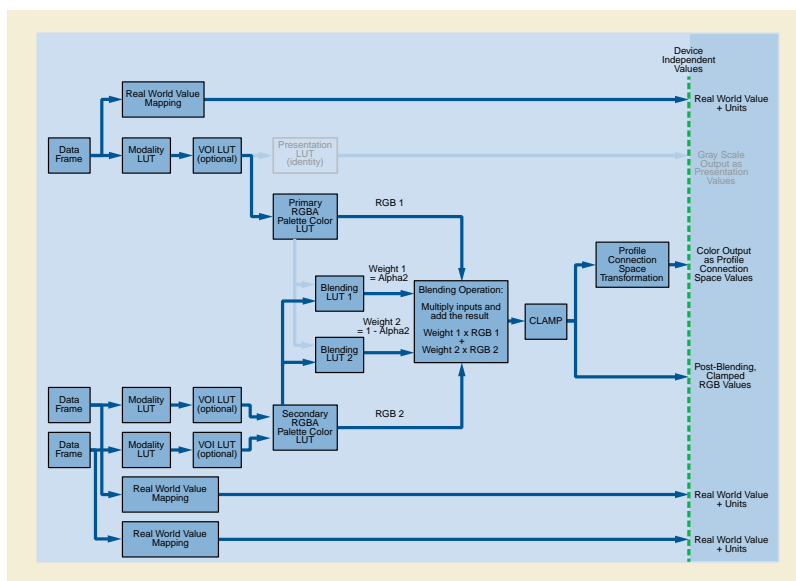 Device
Independent
Values
Real World Value
Mapping
Real World Value
+ Units
Data
Frame
Modality
LUT
VOI LUT
(optional)
Presentation
LUT
(identity)
Gray Scale
Output as
Presentation
Values
Primary
RGBA
Palette Color
LUT
RGB 1
Profile
Connection
Space
Transformation
Color Output
as Profile
Connection
Space Values
Weight 1
= Alpha2
Blending
LUT 1
Blending Operation:
Multiply inputs and
add the result
Weight 1 x RGB 1
+
Weight 2 x RGB 2
CLAMP
Weight 2
= 1 - Alpha2
Blending
LUT 2
Post-Blending,
Clamped
RGB Values
Data
Frame
Modality
LUT
VOI LUT
(optional)
Secondary
RGBA
Palette Color
LUT
RGB 2
Data
Frame
Modality
LUT
VOI LUT
(optional)
Real World Value
Mapping
Real World Value
+ Units
Real World Value
Mapping
Real World Value
+ Units